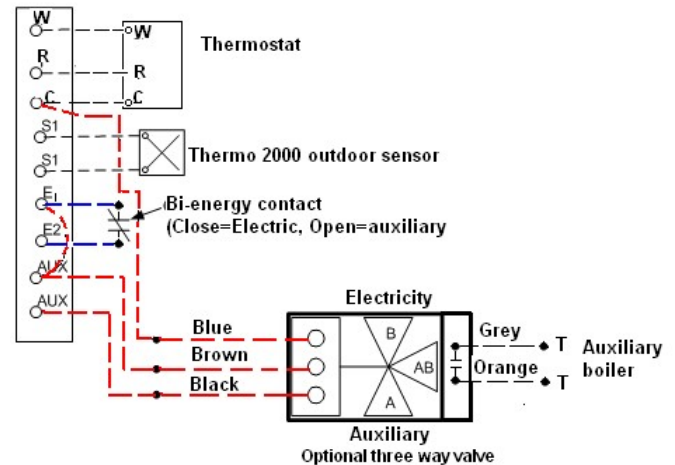 W
W
R
R
C
C
Thermostat
S1
S1
Thermo 2000 outdoor sensor
E1
E2
Bi-energy contact
(Close=Electric, Open=auxiliary
AUX
AUX
Electricity
Blue
Brown
Black
B
AB
A
Grey
Orange
T
T
Auxiliary
boiler
Auxiliary
Optional three way valve